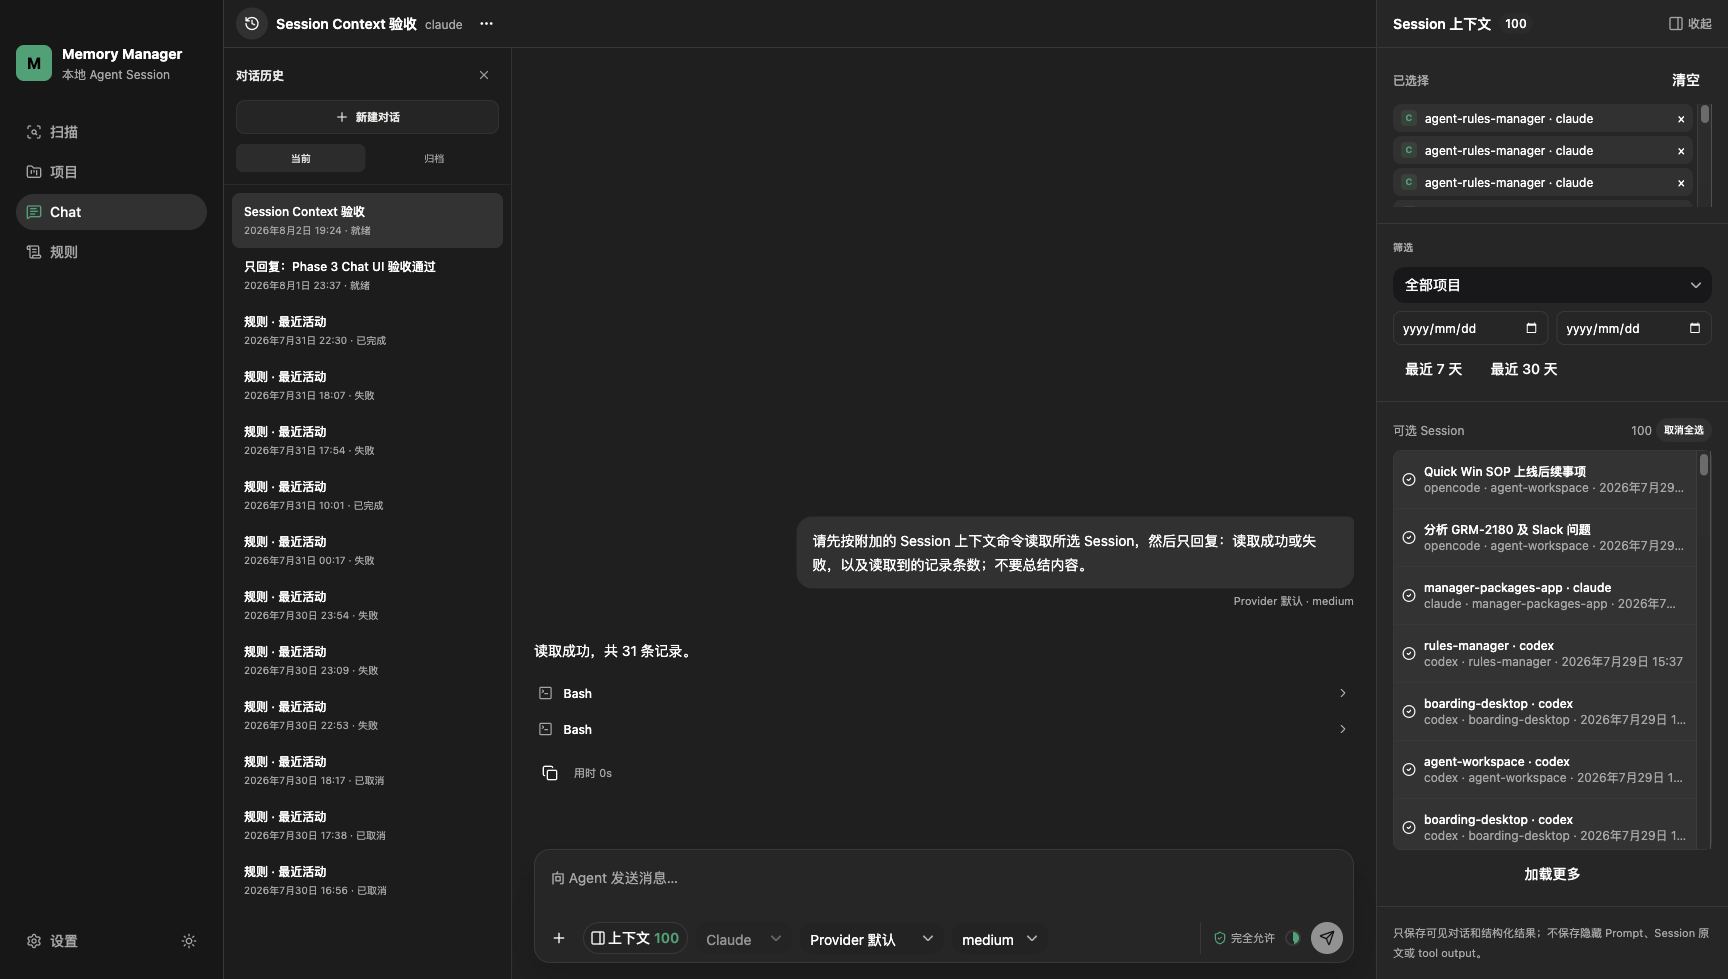 M
Memory Manager
本地 Agent Session
扫描
项目
Chat
规则
设置
Session Context 验收 claude ···
对话历史
新建对话
当前 归档
Session Context 验收
2026年8月2日 19:24 · 就绪
只回复：Phase 3 Chat UI 验收通过
2026年8月1日 23:37 · 就绪
规则 · 最近活动
2026年7月31日 22:30 · 已完成
规则 · 最近活动
2026年7月31日 18:07 · 失败
规则 · 最近活动
2026年7月31日 17:54 · 失败
规则 · 最近活动
2026年7月31日 10:01 · 已完成
规则 · 最近活动
2026年7月31日 00:17 · 失败
规则 · 最近活动
2026年7月30日 23:54 · 失败
规则 · 最近活动
2026年7月30日 23:09 · 失败
规则 · 最近活动
2026年7月30日 22:53 · 失败
规则 · 最近活动
2026年7月30日 18:17 · 已取消
规则 · 最近活动
2026年7月30日 17:38 · 已取消
规则 · 最近活动
2026年7月30日 16:56 · 已取消
请先按附加的 Session 上下文命令读取所选 Session，然后只回复：读取成功或失
败，以及读取到的记录条数；不要总结内容。
Provider 默认 · medium
读取成功，共 31 条记录。
Bash
Bash
用时 0s
向 Agent 发送消息...
上下文 100 Claude Provider 默认 medium 完全允许
Session 上下文 100 收起
已选择 清空
C agent-rules-manager · claude ×
C agent-rules-manager · claude ×
C agent-rules-manager · claude ×
筛选
全部项目
yyyy/mm/dd yyyy/mm/dd
最近 7 天 最近 30 天
可选 Session 100 取消全选
Quick Win SOP 上线后续事项
opencode · agent-workspace · 2026年7月29...
分析 GRM-2180 及 Slack 问题
opencode · agent-workspace · 2026年7月29...
manager-packages-app · claude
claude · manager-packages-app · 2026年7...
rules-manager · codex
codex · rules-manager · 2026年7月29日 15:37
boarding-desktop · codex
codex · boarding-desktop · 2026年7月29日 1...
agent-workspace · codex
codex · agent-workspace · 2026年7月29日 1...
boarding-desktop · codex
codex · boarding-desktop · 2026年7月29日 1...
加载更多
只保存可见对话和结构化结果；不保存隐藏 Prompt、Session 原
文或 tool output。